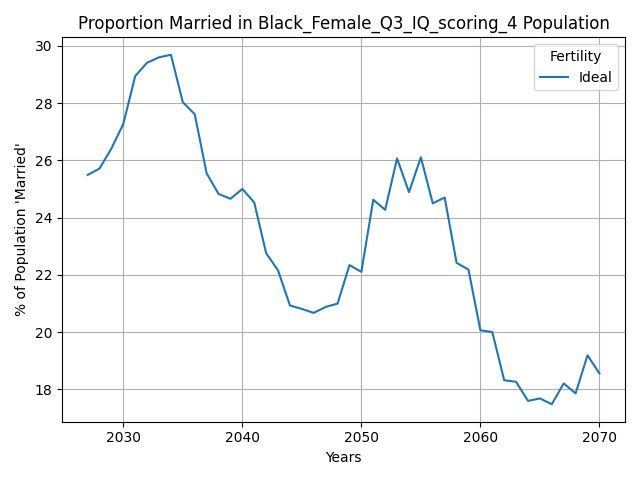 Proportion Married in Black_Female_Q3_IQ_scoring_4 Population
Fertility
Ideal
% of Population 'Married'
30
28
26
24
22
20
18
2030
2040
2050
2060
2070
Years